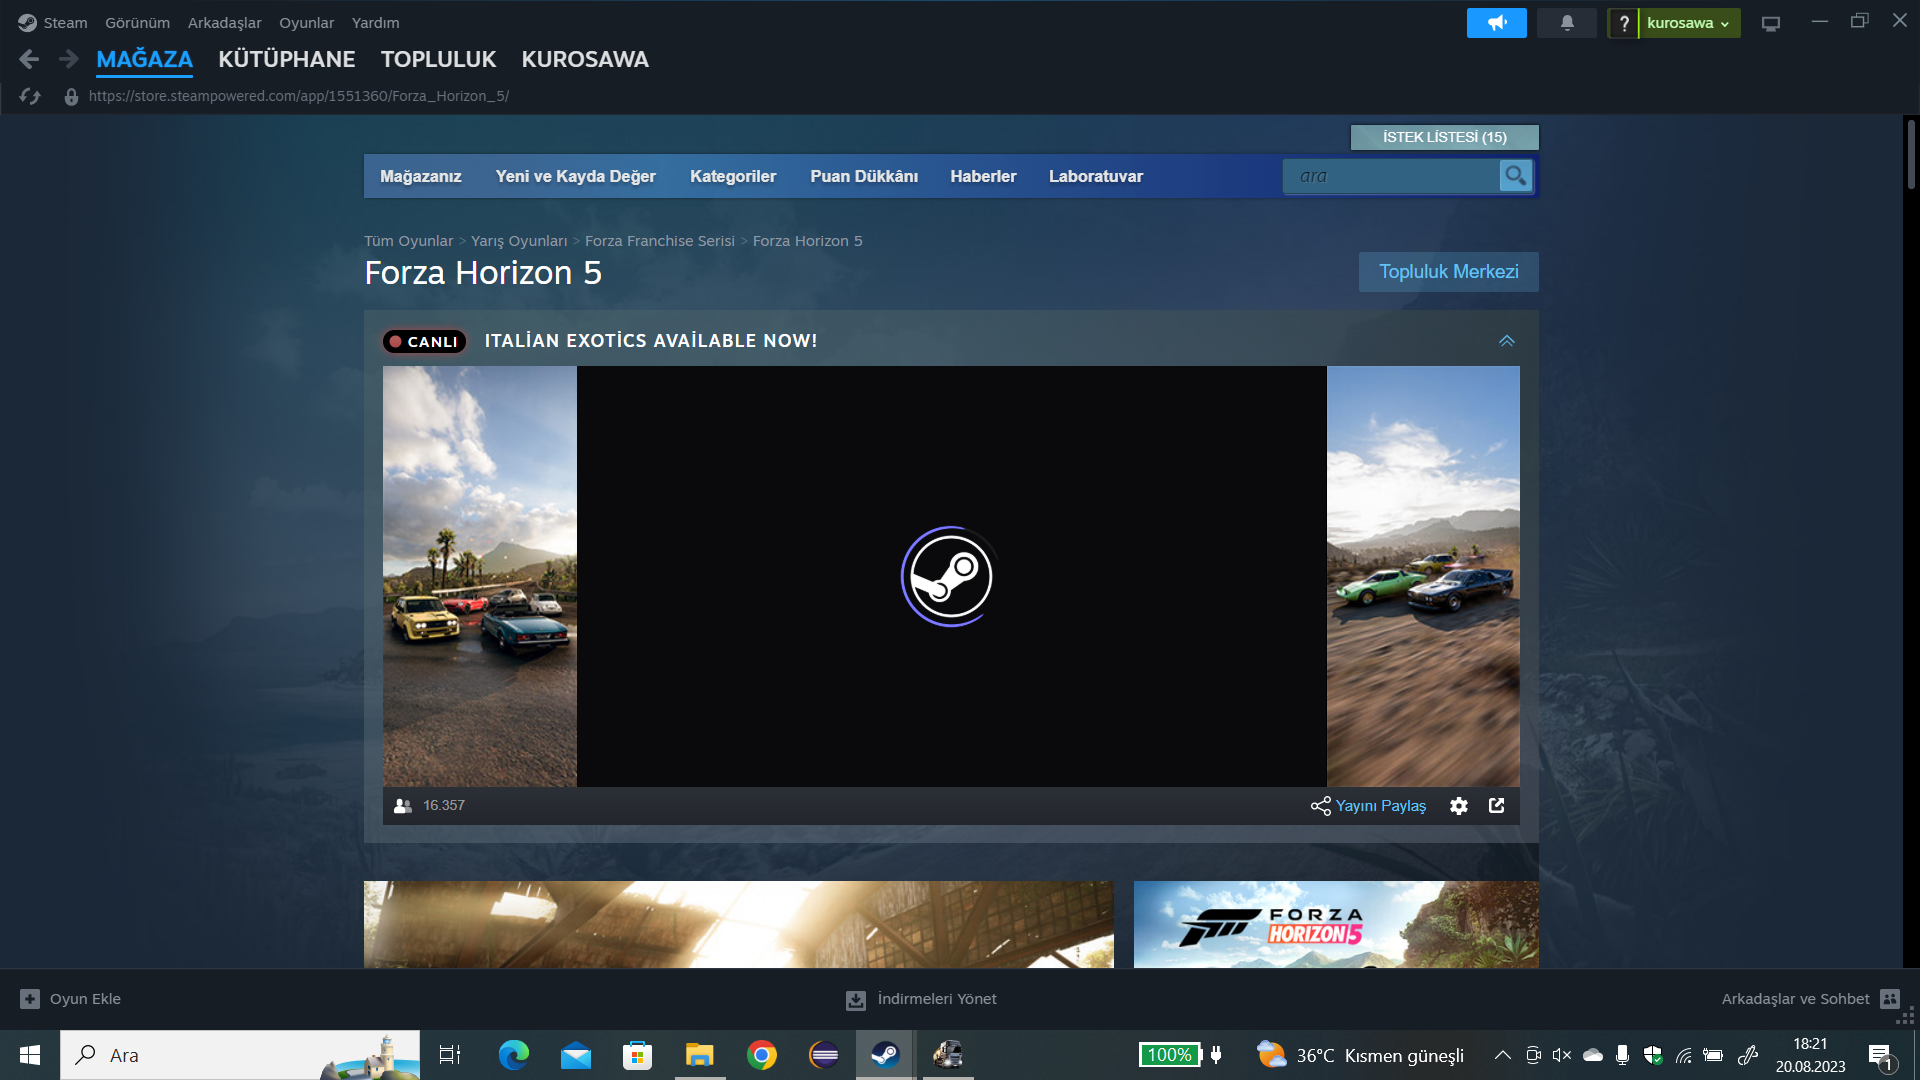 Steam Görünüm Arkadaşlar Oyunlar Yardım
? kurosawa
MAĞAZA KÜTÜPHANE TOPLULUK KUROSAWA
https://store.steampowered.com/app/1551360/Forza_Horizon_5/
İSTEK LİSTESİ (15)
Mağazanız Yeni ve Kayda Değer Kategoriler Puan Dükkânı Haberler Laboratuvar ara
Tüm Oyunlar > Yarış Oyunları > Forza Franchise Serisi > Forza Horizon 5
Forza Horizon 5
Topluluk Merkezi
CANLI ITALİAN EXOTİCS AVAİLABLE NOW!
16.357 Yayını Paylaş
FORZA
HORIZON 5
Oyun Ekle İndirmeleri Yönet Arkadaşlar ve Sohbet
Ara 100% 36°C Kısmen güneşli
18:21
20.08.2023
1